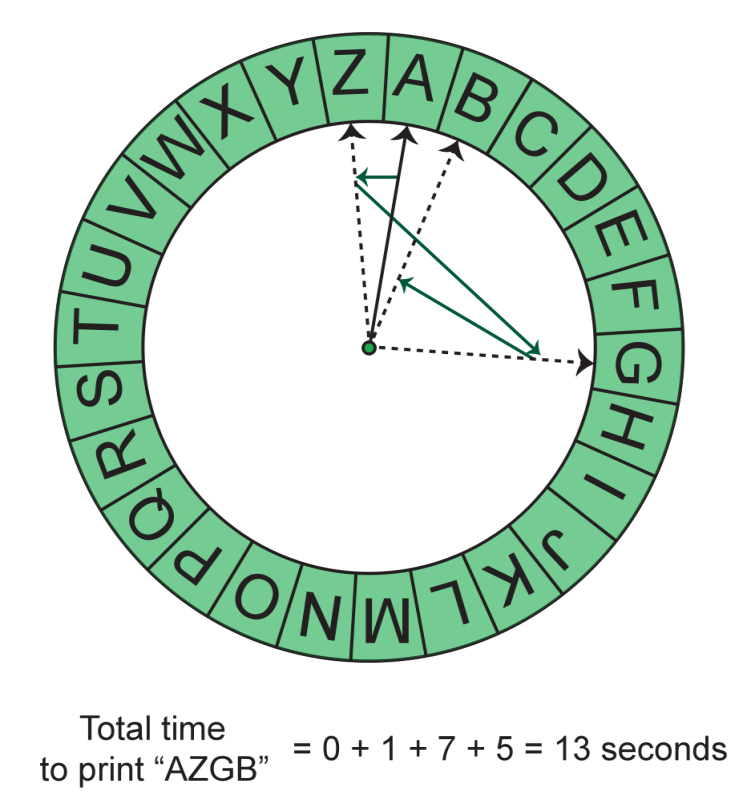 A
B
C
D
E
F
G
H
I
J
K
L
M
N
O
P
Q
R
S
T
U
V
W
X
Y
Z
Total time
to print “AZGB” = 0 + 1 + 7 + 5 = 13 seconds